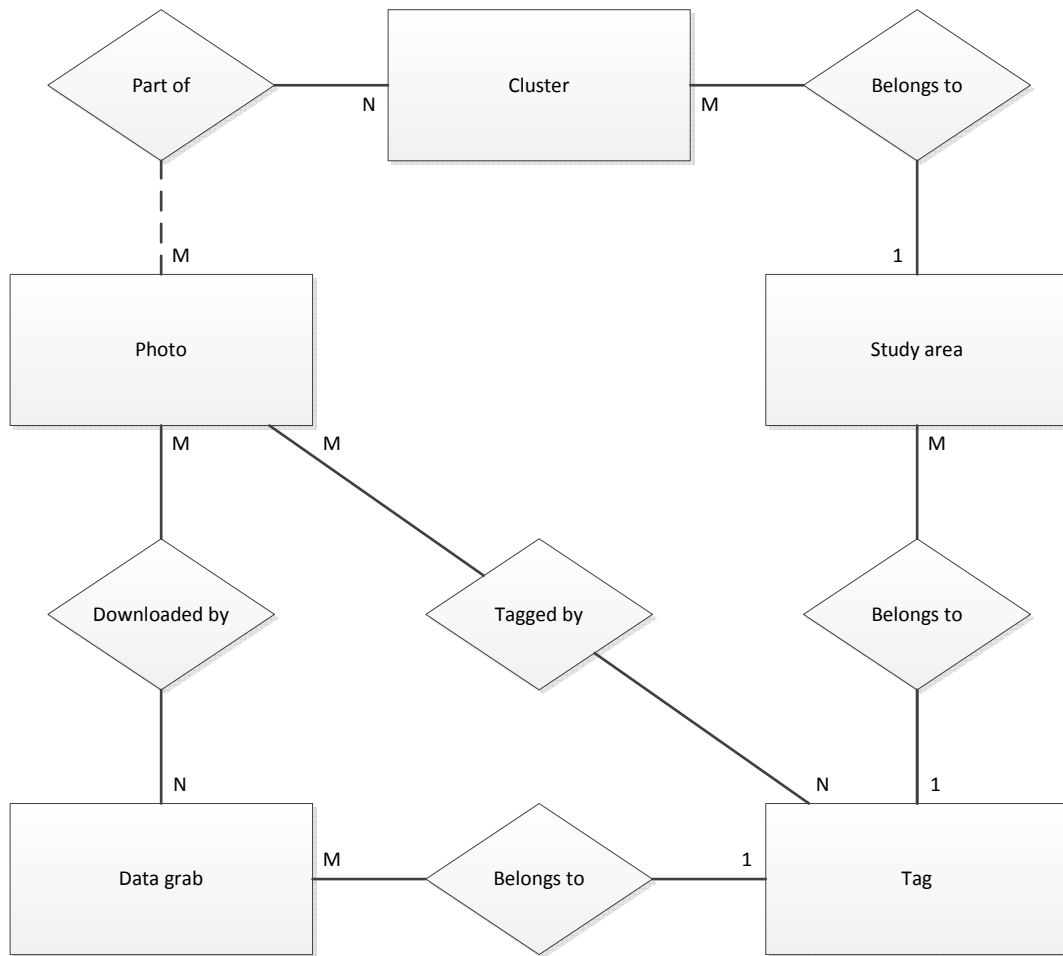 Part of
Cluster
Belongs to
N
M
M
1
Photo
Study area
M
M
M
Downloaded by
Tagged by
Belongs to
N
N
1
Data grab
M
Belongs to
1
Tag